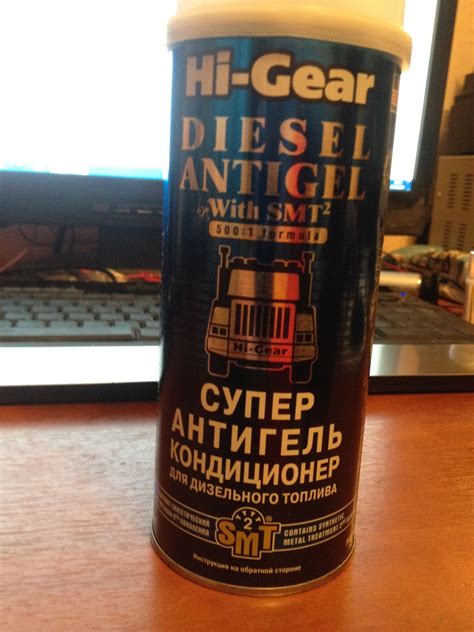 Hi-Gear
DIESEL
ANTIGEL
With SMT²
500:1 formula
Hi-Gear
СУПЕР
АНТИГЕЛЬ
КОНДИЦИОНЕР
ДЛЯ ДИЗЕЛЬНОГО ТОПЛИВА
CONTAINS SYNTHETIC
METAL TREATMENT
2
SMT®
Инструкция на обратной стороне